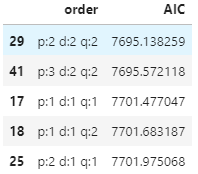 order AIC
29 p:2 d:2 q:2 7695.138259
41 p:3 d:2 q:2 7695.572118
17 p:1 d:1 q:1 7701.477047
18 p:1 d:1 q:2 7701.683187
25 p:2 d:1 q:1 7701.975068